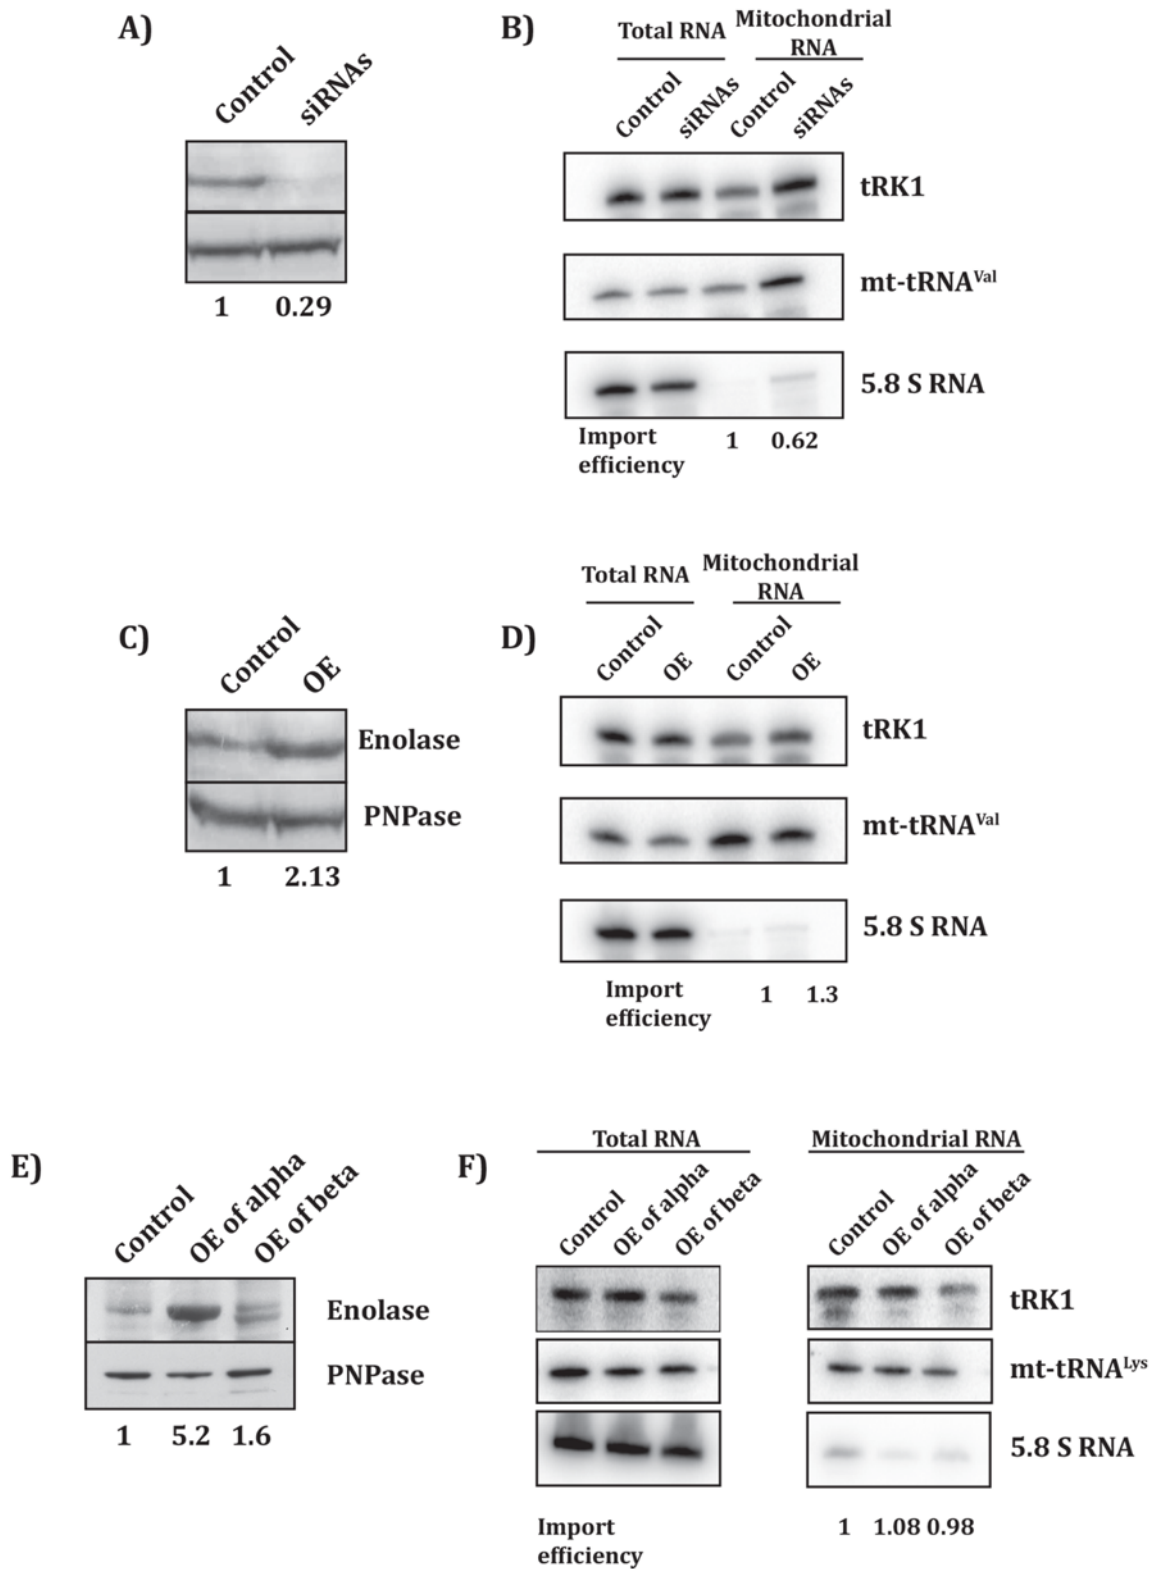 A)
Control
siRNAs
1 0.29
B)
Total RNA
Mitochondrial
RNA
Control
siRNAs
Control
siRNAs
tRK1
mt-tRNAVal
5.8 S RNA
Import
efficiency
1 0.62
C)
Control
OE
Enolase
PNPase
1 2.13
D)
Total RNA
Mitochondrial
RNA
Control
OE
Control
OE
tRK1
mt-tRNAVal
5.8 S RNA
Import
efficiency
1 1.3
E)
Control
OE of alpha
OE of beta
Enolase
PNPase
1 5.2 1.6
F)
Total RNA
Mitochondrial RNA
Control
OE of alpha
OE of beta
Control
OE of alpha
OE of beta
tRK1
mt-tRNALys
5.8 S RNA
Import
efficiency
1 1.08 0.98